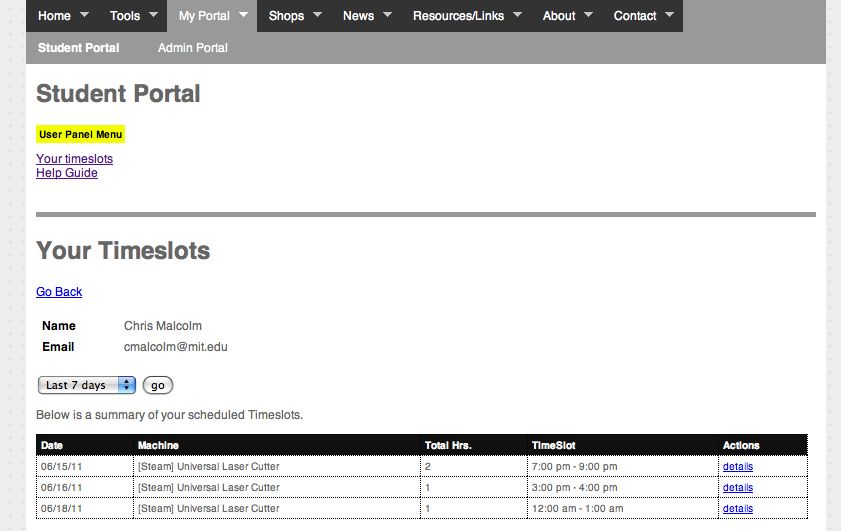 Home Tools My Portal Shops News Resources/Links About Contact
Student Portal Admin Portal
Student Portal
User Panel Menu
Your timeslots
Help Guide
Your Timeslots
Go Back
Name Chris Malcolm
Email cmalcolm@mit.edu
Last 7 days go
Below is a summary of your scheduled Timeslots.
Date Machine Total Hrs. TimeSlot Actions
06/15/11 [Steam] Universal Laser Cutter 2 7:00 pm - 9:00 pm details
06/16/11 [Steam] Universal Laser Cutter 1 3:00 pm - 4:00 pm details
06/18/11 [Steam] Universal Laser Cutter 1 12:00 am - 1:00 am details